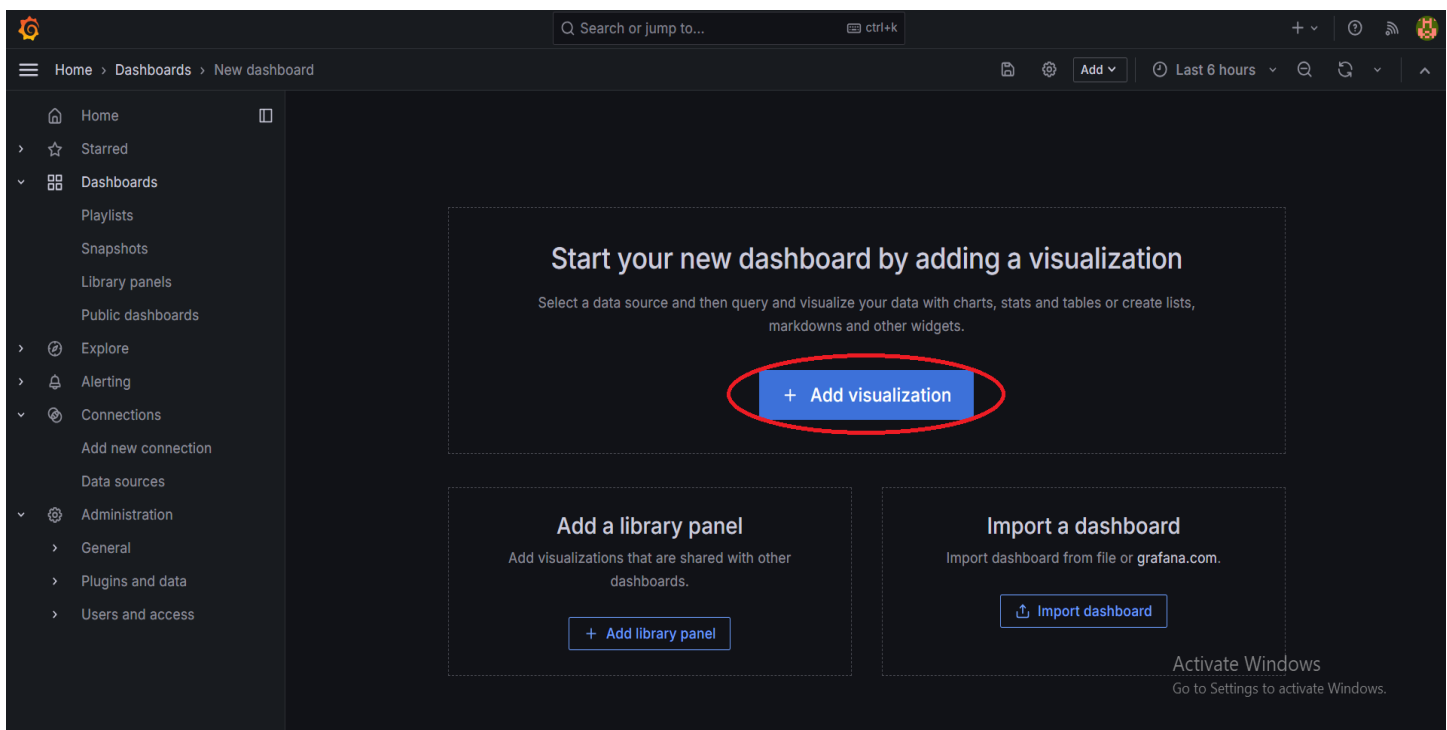 Search or jump to...
ctrl+k
Home › Dashboards › New dashboard
Add
Last 6 hours
Home
Starred
Dashboards
Playlists
Snapshots
Library panels
Public dashboards
Explore
Alerting
Connections
Add new connection
Data sources
Administration
General
Plugins and data
Users and access
Start your new dashboard by adding a visualization
Select a data source and then query and visualize your data with charts, stats and tables or create lists,
markdowns and other widgets.
+ Add visualization
Add a library panel
Add visualizations that are shared with other
dashboards.
+ Add library panel
Import a dashboard
Import dashboard from file or grafana.com.
Import dashboard
Activate Windows
Go to Settings to activate Windows.